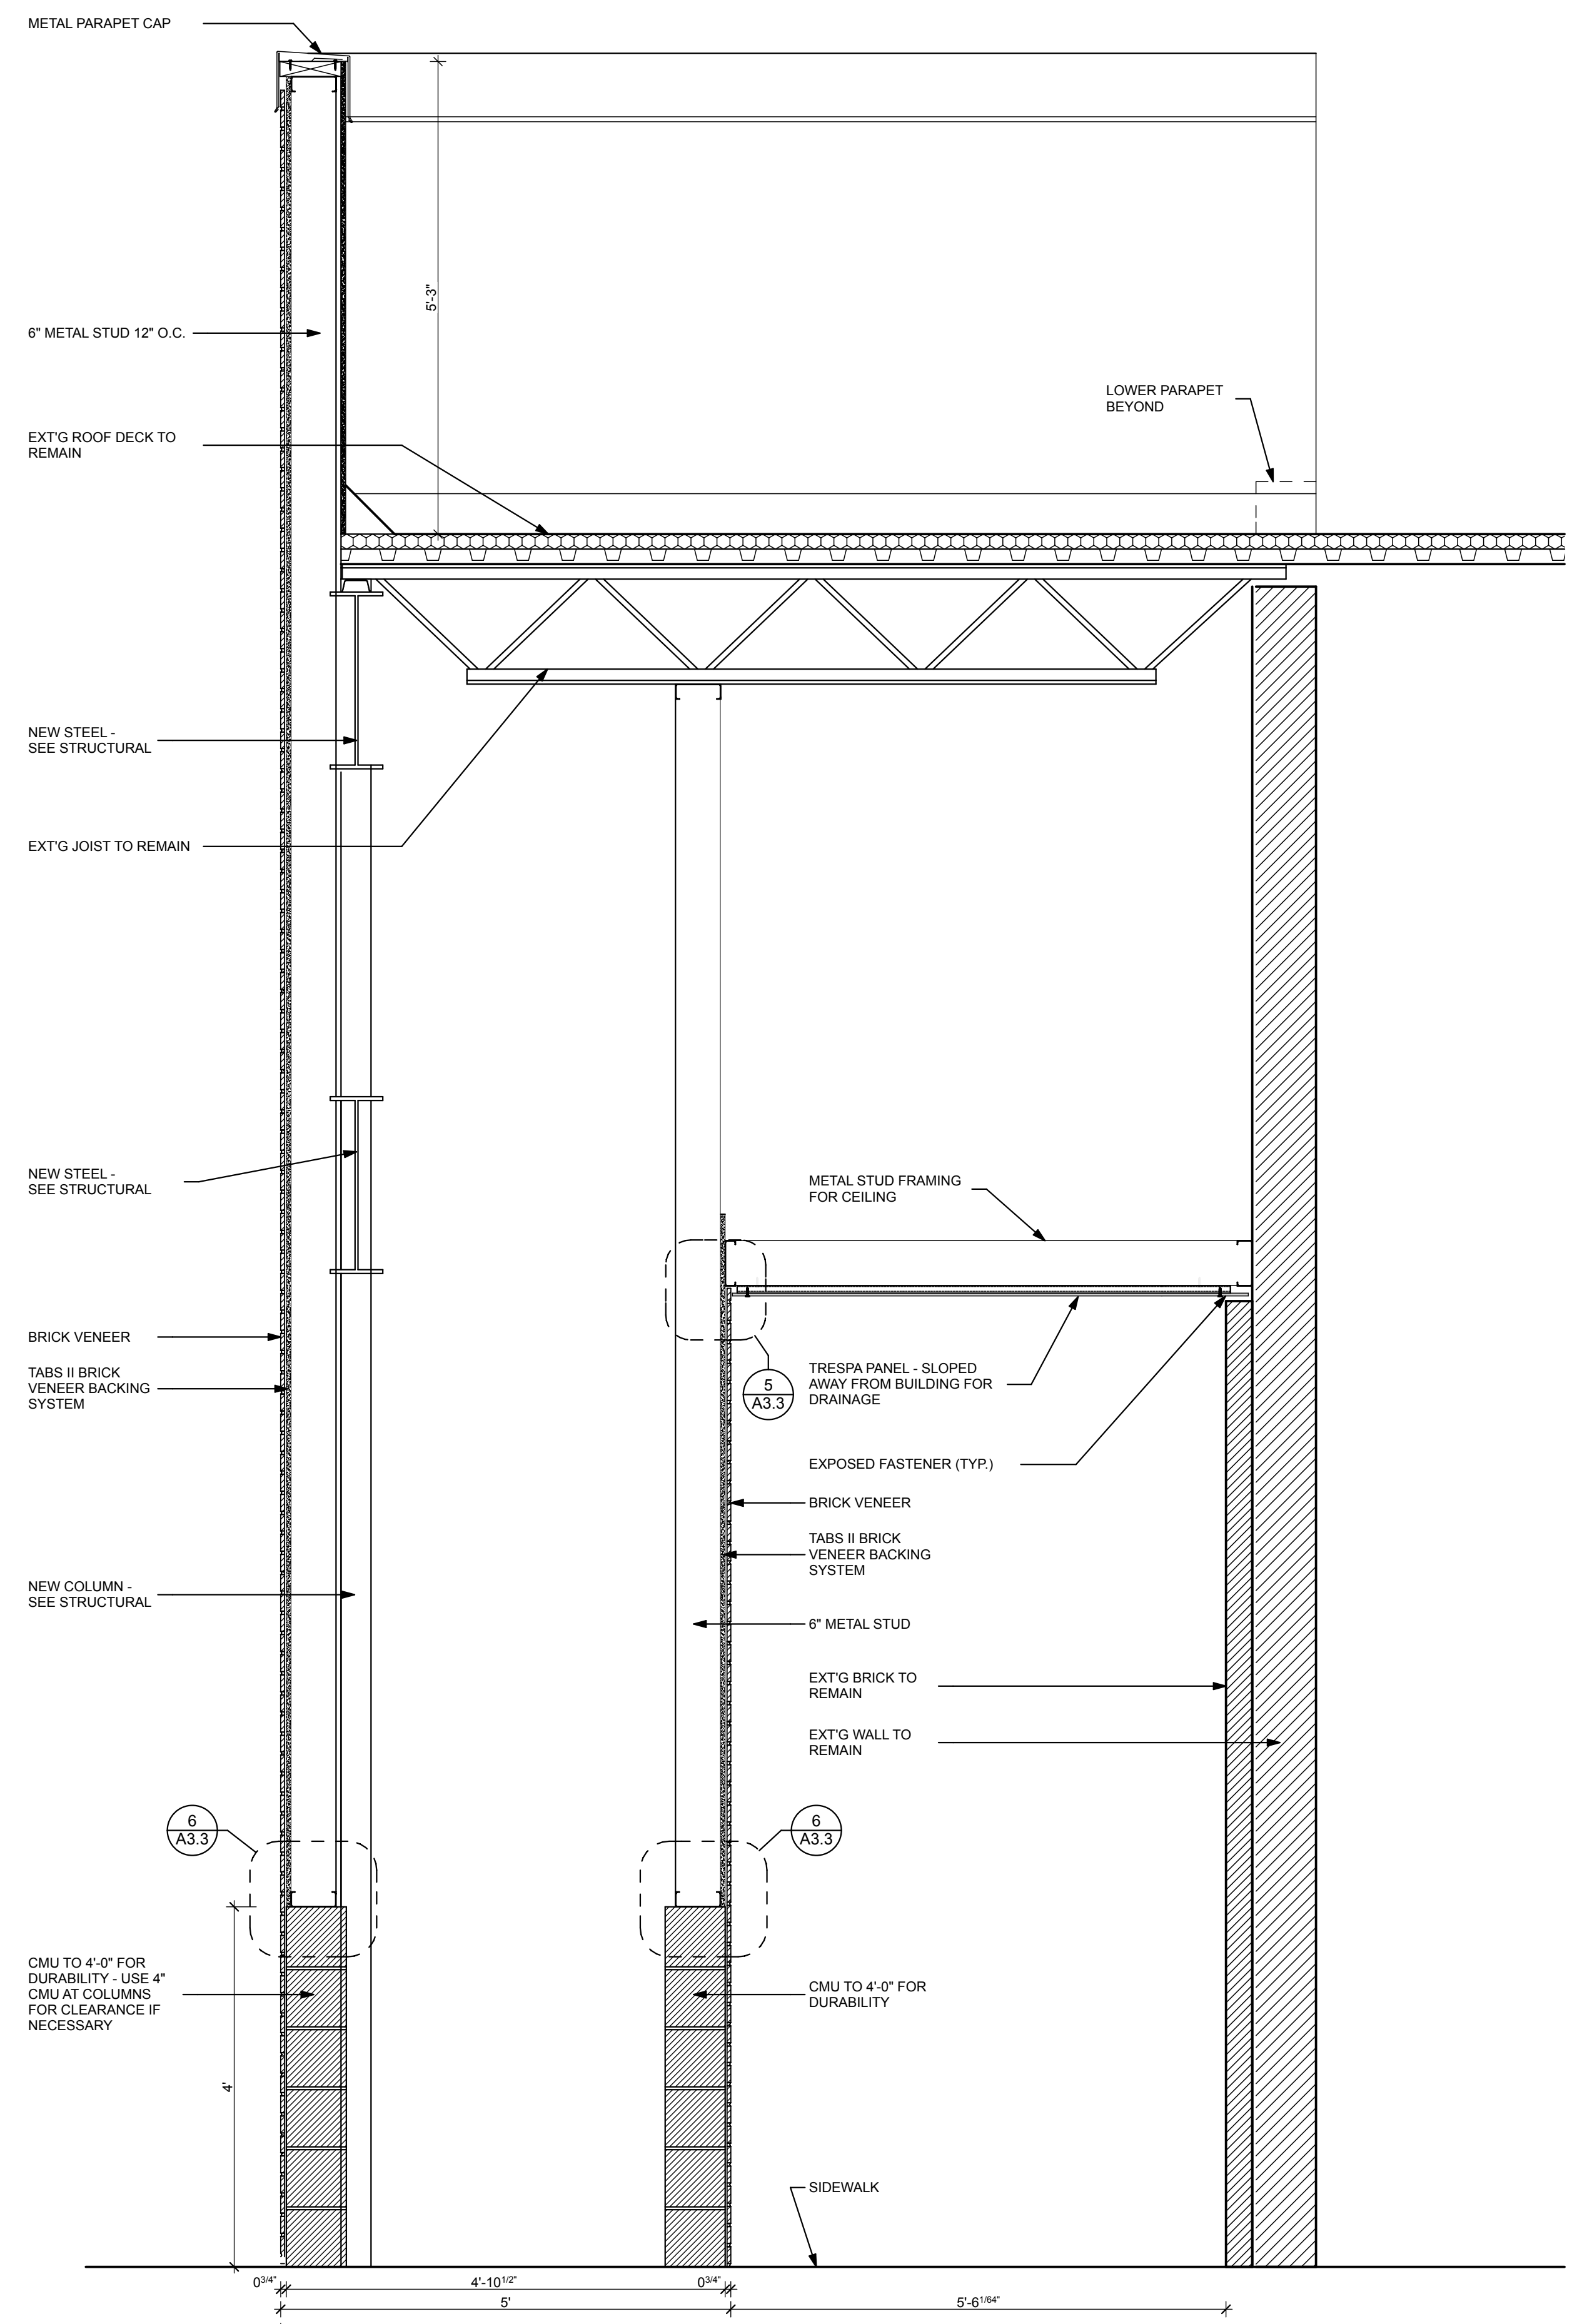 METAL PARAPET CAP
5'-3"
6" METAL STUD 12" O.C.
LOWER PARAPET
BEYOND
EXT'G ROOF DECK TO
REMAIN
NEW STEEL -
SEE STRUCTURAL
EXT'G JOIST TO REMAIN
NEW STEEL -
SEE STRUCTURAL
METAL STUD FRAMING
FOR CEILING
BRICK VENEER
TABS II BRICK
VENEER BACKING
SYSTEM
5
A3.3
TRESPA PANEL - SLOPED
AWAY FROM BUILDING FOR
DRAINAGE
EXPOSED FASTENER (TYP.)
BRICK VENEER
TABS II BRICK
VENEER BACKING
SYSTEM
NEW COLUMN -
SEE STRUCTURAL
6" METAL STUD
EXT'G BRICK TO
REMAIN
EXT'G WALL TO
REMAIN
6
A3.3
6
A3.3
CMU TO 4'-0" FOR
DURABILITY - USE 4"
CMU AT COLUMNS
FOR CLEARANCE IF
NECESSARY
CMU TO 4'-0" FOR
DURABILITY
4'
SIDEWALK
0 3/4" 4'-10 1/2" 0 3/4"
5' 5'-6 1/64"